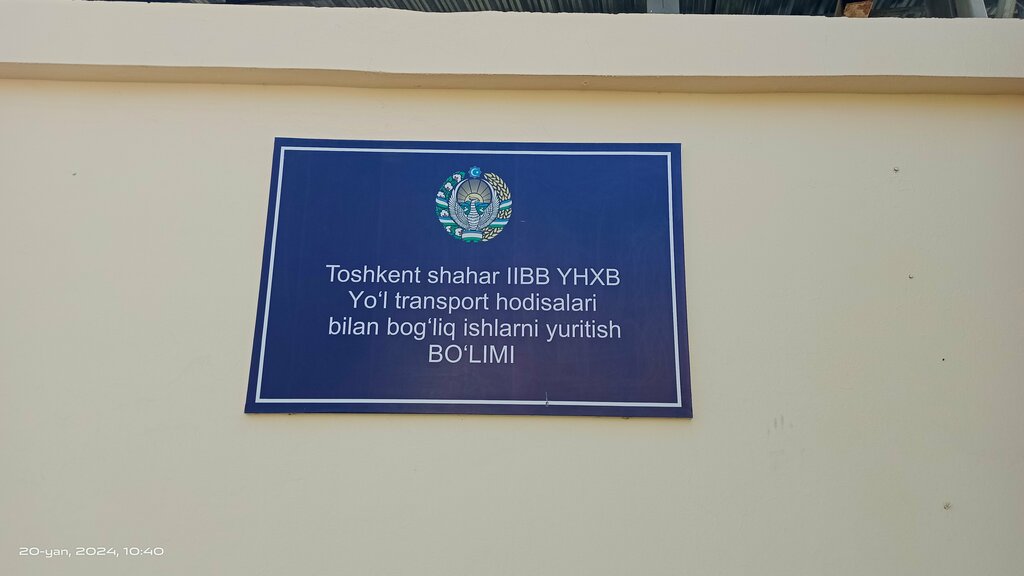 Toshkent shahar IIBB YHXB
Yo‘l transport hodisalari
bilan bog‘liq ishlarni yuritish
BO‘LIMI
20-yan, 2024, 10:40